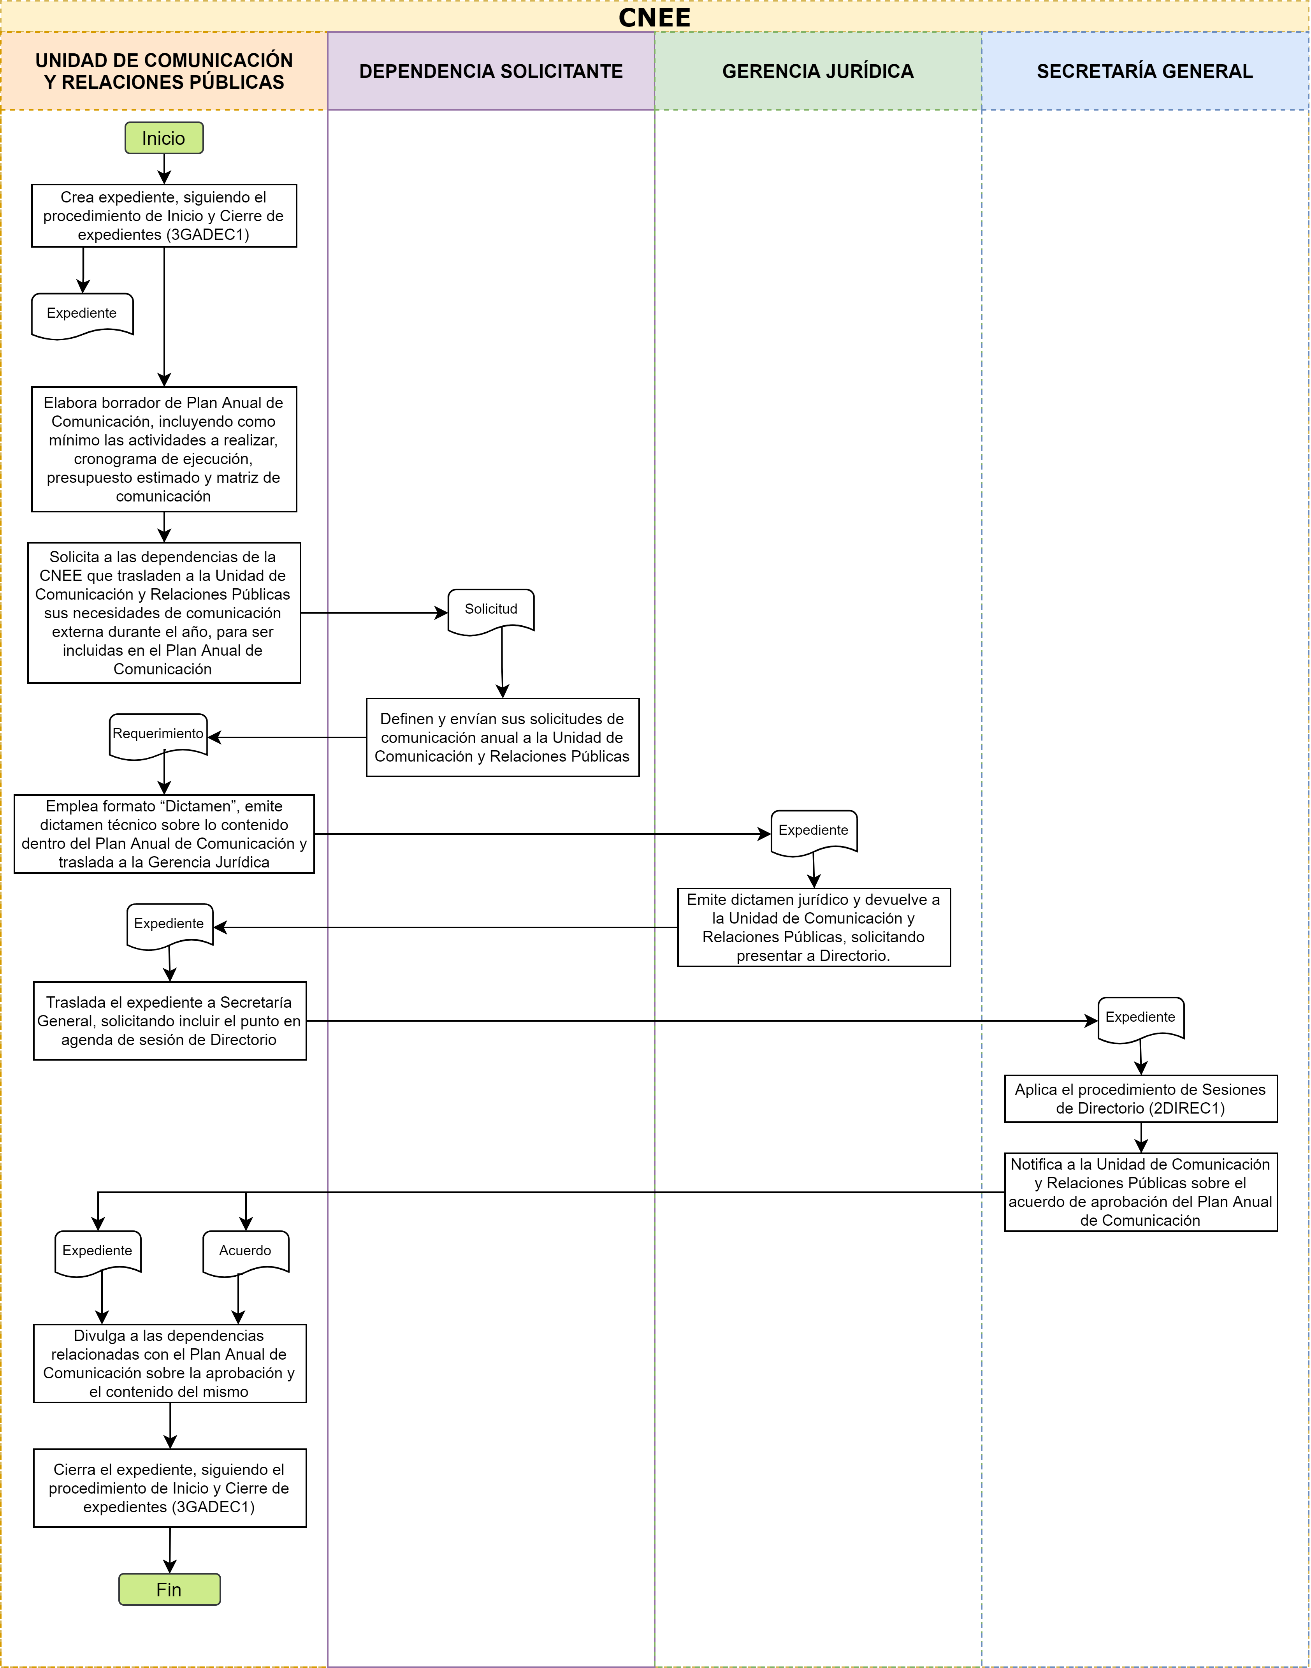 CNEE
UNIDAD DE COMUNICACIÓN
Y RELACIONES PÚBLICAS
DEPENDENCIA SOLICITANTE
GERENCIA JURÍDICA
SECRETARÍA GENERAL
Inicio
Crea expediente, siguiendo el
procedimiento de Inicio y Cierre de
expedientes (3GADEC1)
Expediente
Elabora borrador de Plan Anual de
Comunicación, incluyendo como
mínimo las actividades a realizar,
cronograma de ejecución,
presupuesto estimado y matriz de
comunicación
Solicita a las dependencias de la
CNEE que trasladen a la Unidad de
Comunicación y Relaciones Públicas
sus necesidades de comunicación
externa durante el año, para ser
incluidas en el Plan Anual de
Comunicación
Solicitud
Definen y envían sus solicitudes de
comunicación anual a la Unidad de
Comunicación y Relaciones Públicas
Requerimiento
Emplea formato “Dictamen”, emite
dictamen técnico sobre lo contenido
dentro del Plan Anual de Comunicación y
traslada a la Gerencia Jurídica
Expediente
Emite dictamen jurídico y devuelve a
la Unidad de Comunicación y
Relaciones Públicas, solicitando
presentar a Directorio.
Expediente
Traslada el expediente a Secretaría
General, solicitando incluir el punto en
agenda de sesión de Directorio
Expediente
Aplica el procedimiento de Sesiones
de Directorio (2DIREC1)
Notifica a la Unidad de Comunicación
y Relaciones Públicas sobre el
acuerdo de aprobación del Plan Anual
de Comunicación
Expediente
Acuerdo
Divulga a las dependencias
relacionadas con el Plan Anual de
Comunicación sobre la aprobación y
el contenido del mismo
Cierra el expediente, siguiendo el
procedimiento de Inicio y Cierre de
expedientes (3GADEC1)
Fin